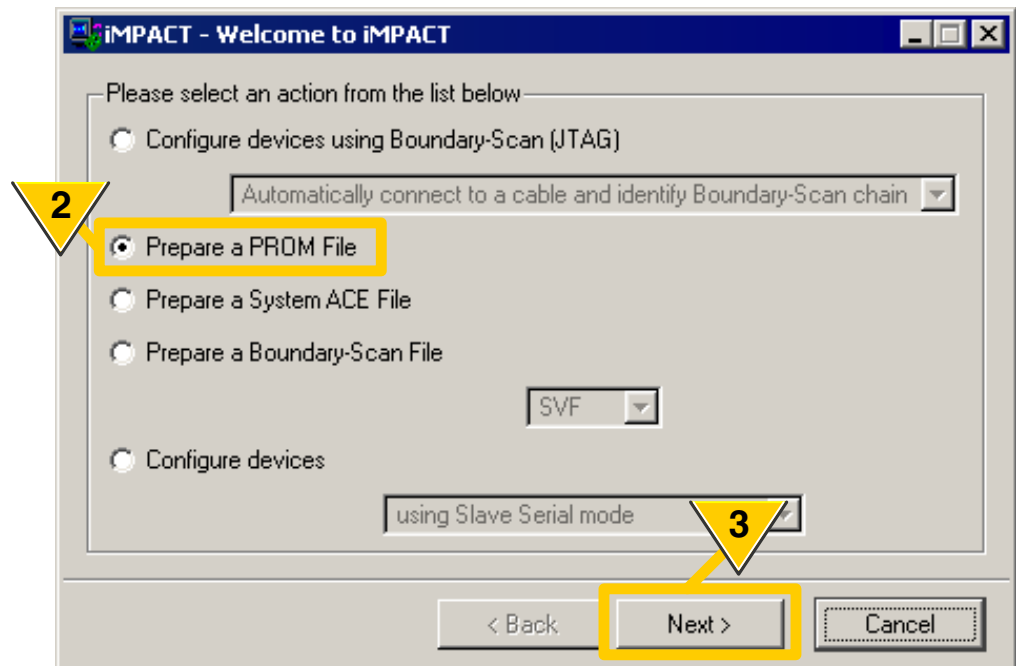 iMPACT - Welcome to iMPACT
Please select an action from the list below
Configure devices using Boundary-Scan (JTAG)
Automatically connect to a cable and identify Boundary-Scan chain
2
Prepare a PROM File
Prepare a System ACE File
Prepare a Boundary-Scan File
SVF
Configure devices
using Slave Serial mode
3
< Back
Next >
Cancel